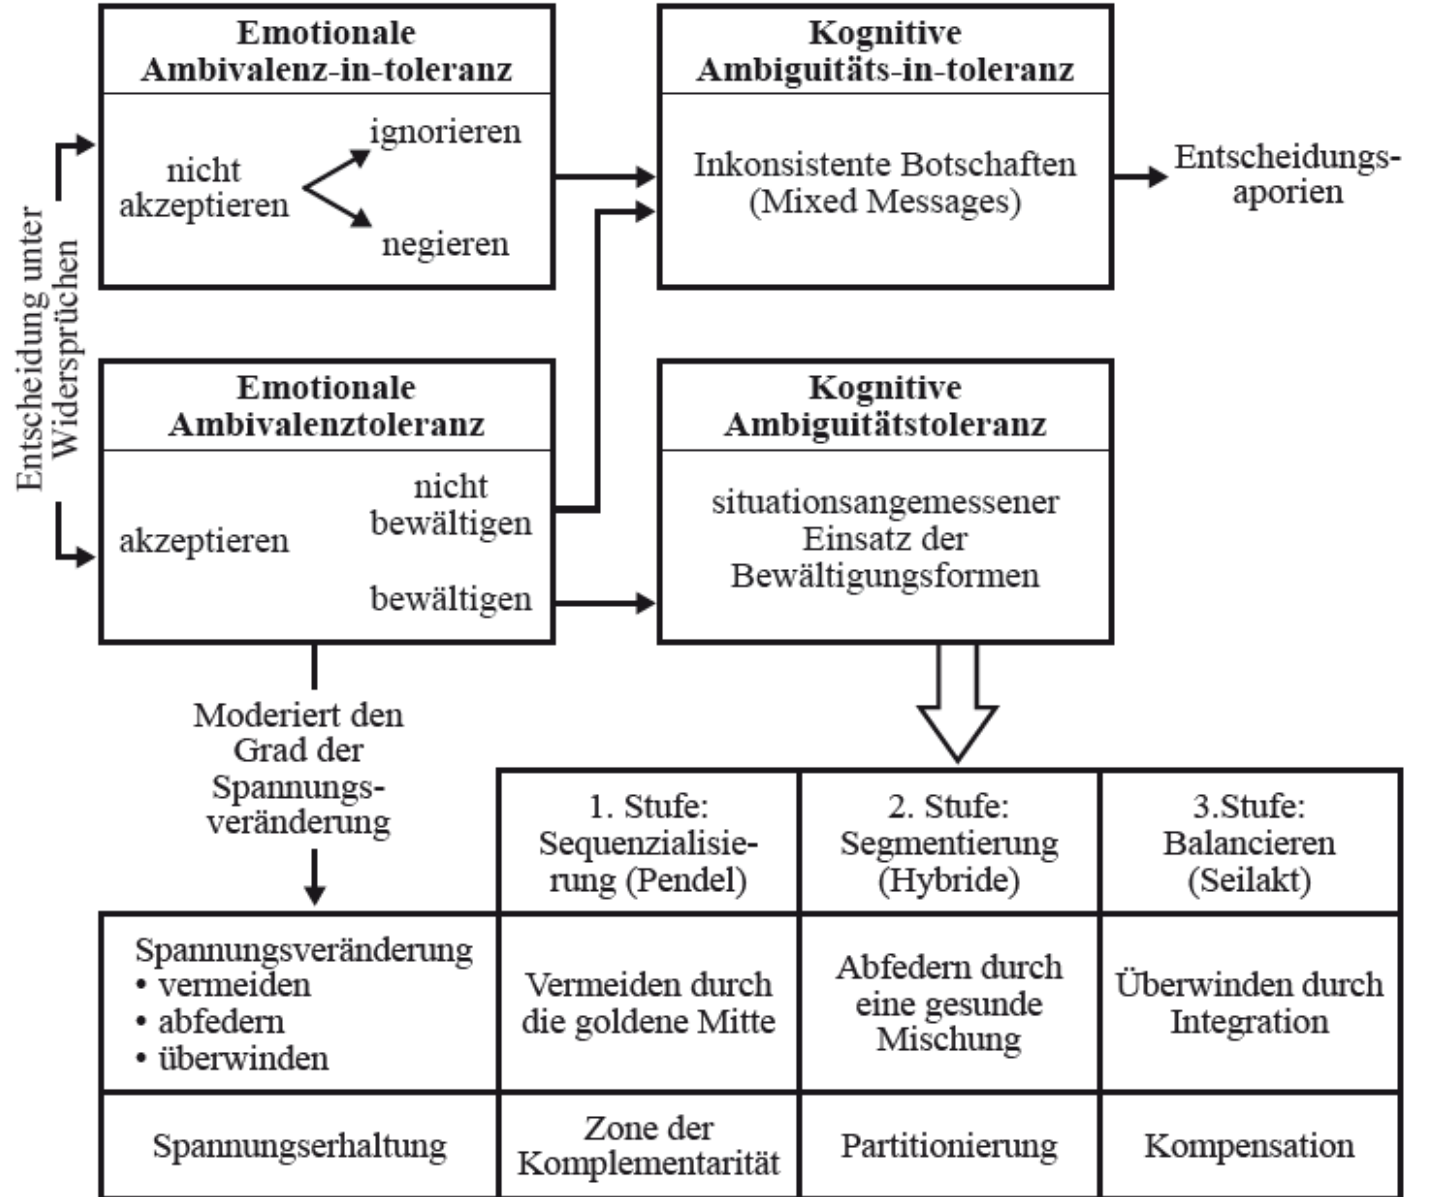 Entscheidung unter
Widersprüchen
Emotionale
Ambivalenz-in-toleranz
nicht
akzeptieren
ignorieren
negieren
Kognitive
Ambiguitäts-in-toleranz
Inkonsistente Botschaften
(Mixed Messages)
Entscheidungs-
aporien
Emotionale
Ambivalenztoleranz
akzeptieren
nicht
bewältigen
bewältigen
Kognitive
Ambiguitätstoleranz
situationsangemessener
Einsatz der
Bewältigungsformen
Moderiert den
Grad der
Spannungs-
veränderung
1. Stufe:
Sequenzialisie-
rung (Pendel)
2. Stufe:
Segmentierung
(Hybride)
3.Stufe:
Balancieren
(Seilakt)
Spannungsveränderung
• vermeiden
• abfedern
• überwinden
Vermeiden durch
die goldene Mitte
Abfedern durch
eine gesunde
Mischung
Überwinden durch
Integration
Spannungserhaltung
Zone der
Komplementarität
Partitionierung
Kompensation